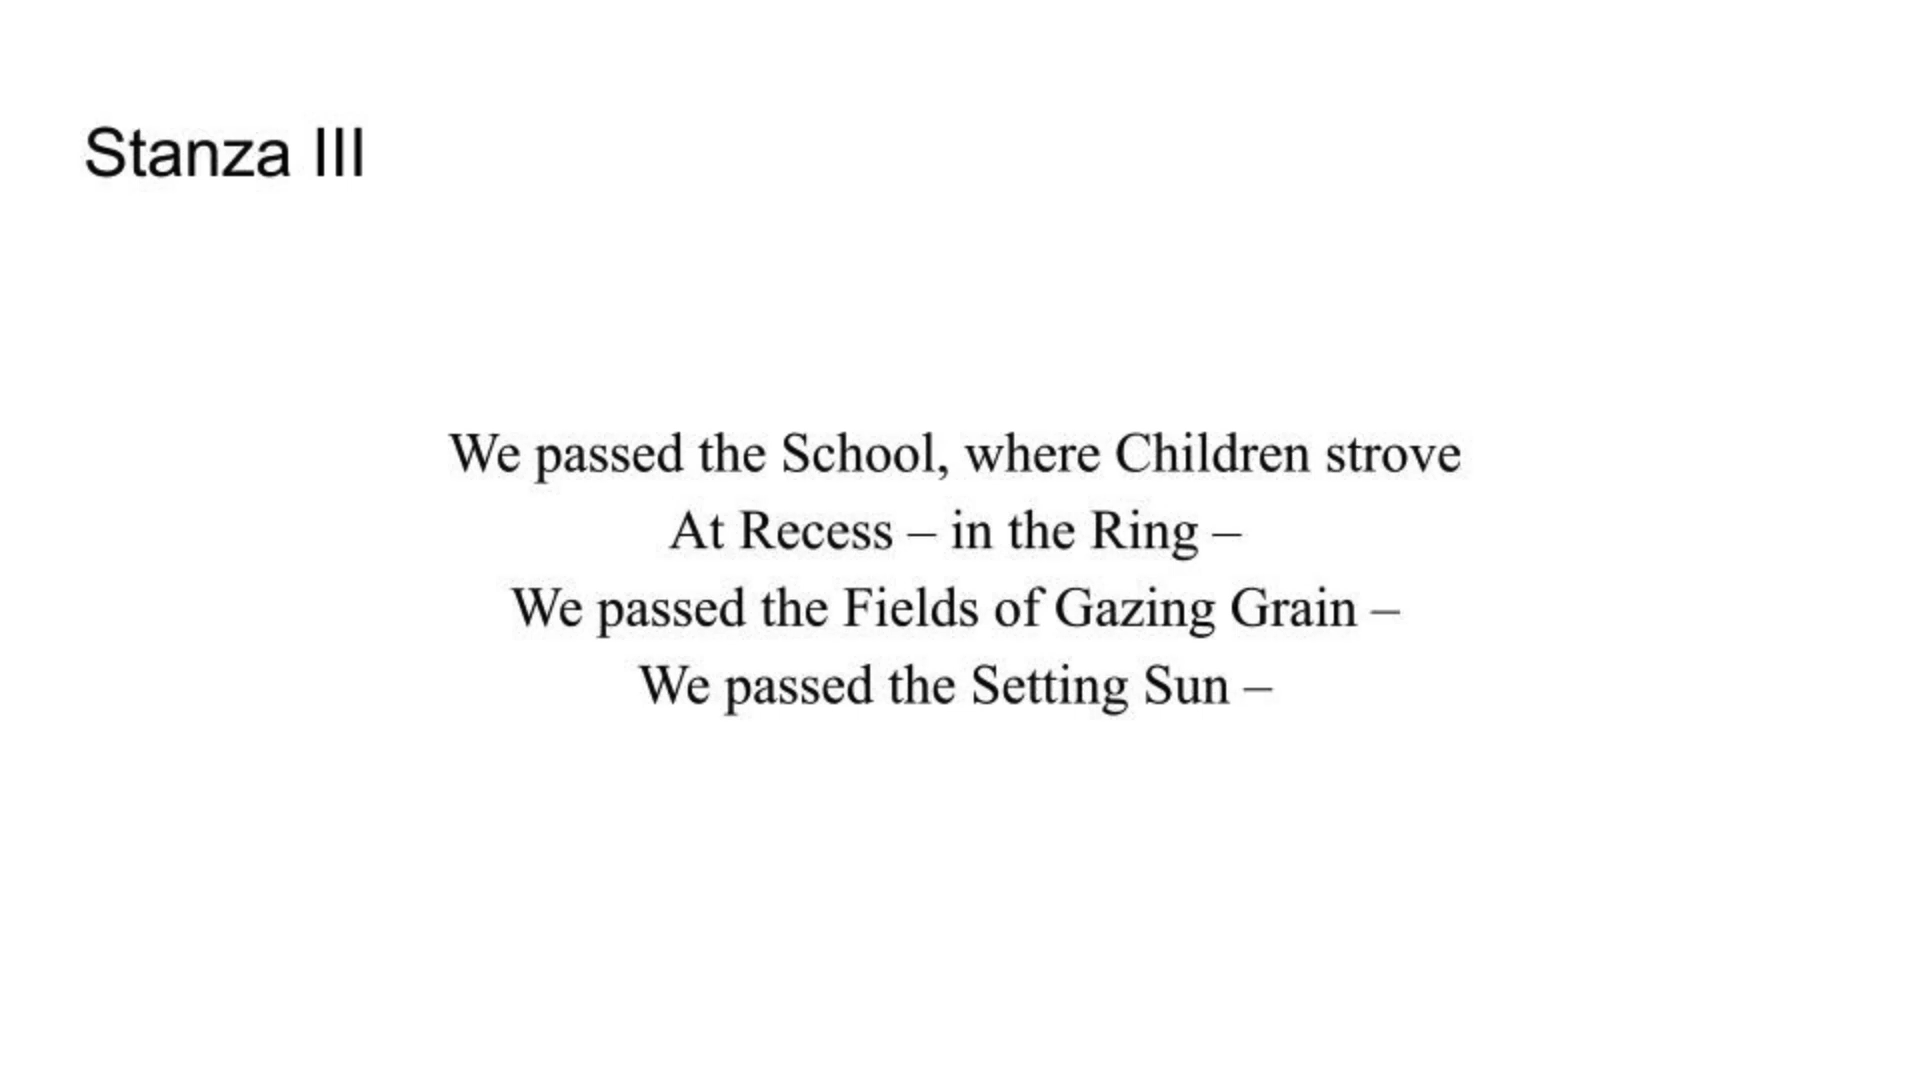 Stanza III
We passed the School, where Children strove
At Recess – in the Ring –
We passed the Fields of Gazing Grain –
We passed the Setting Sun –